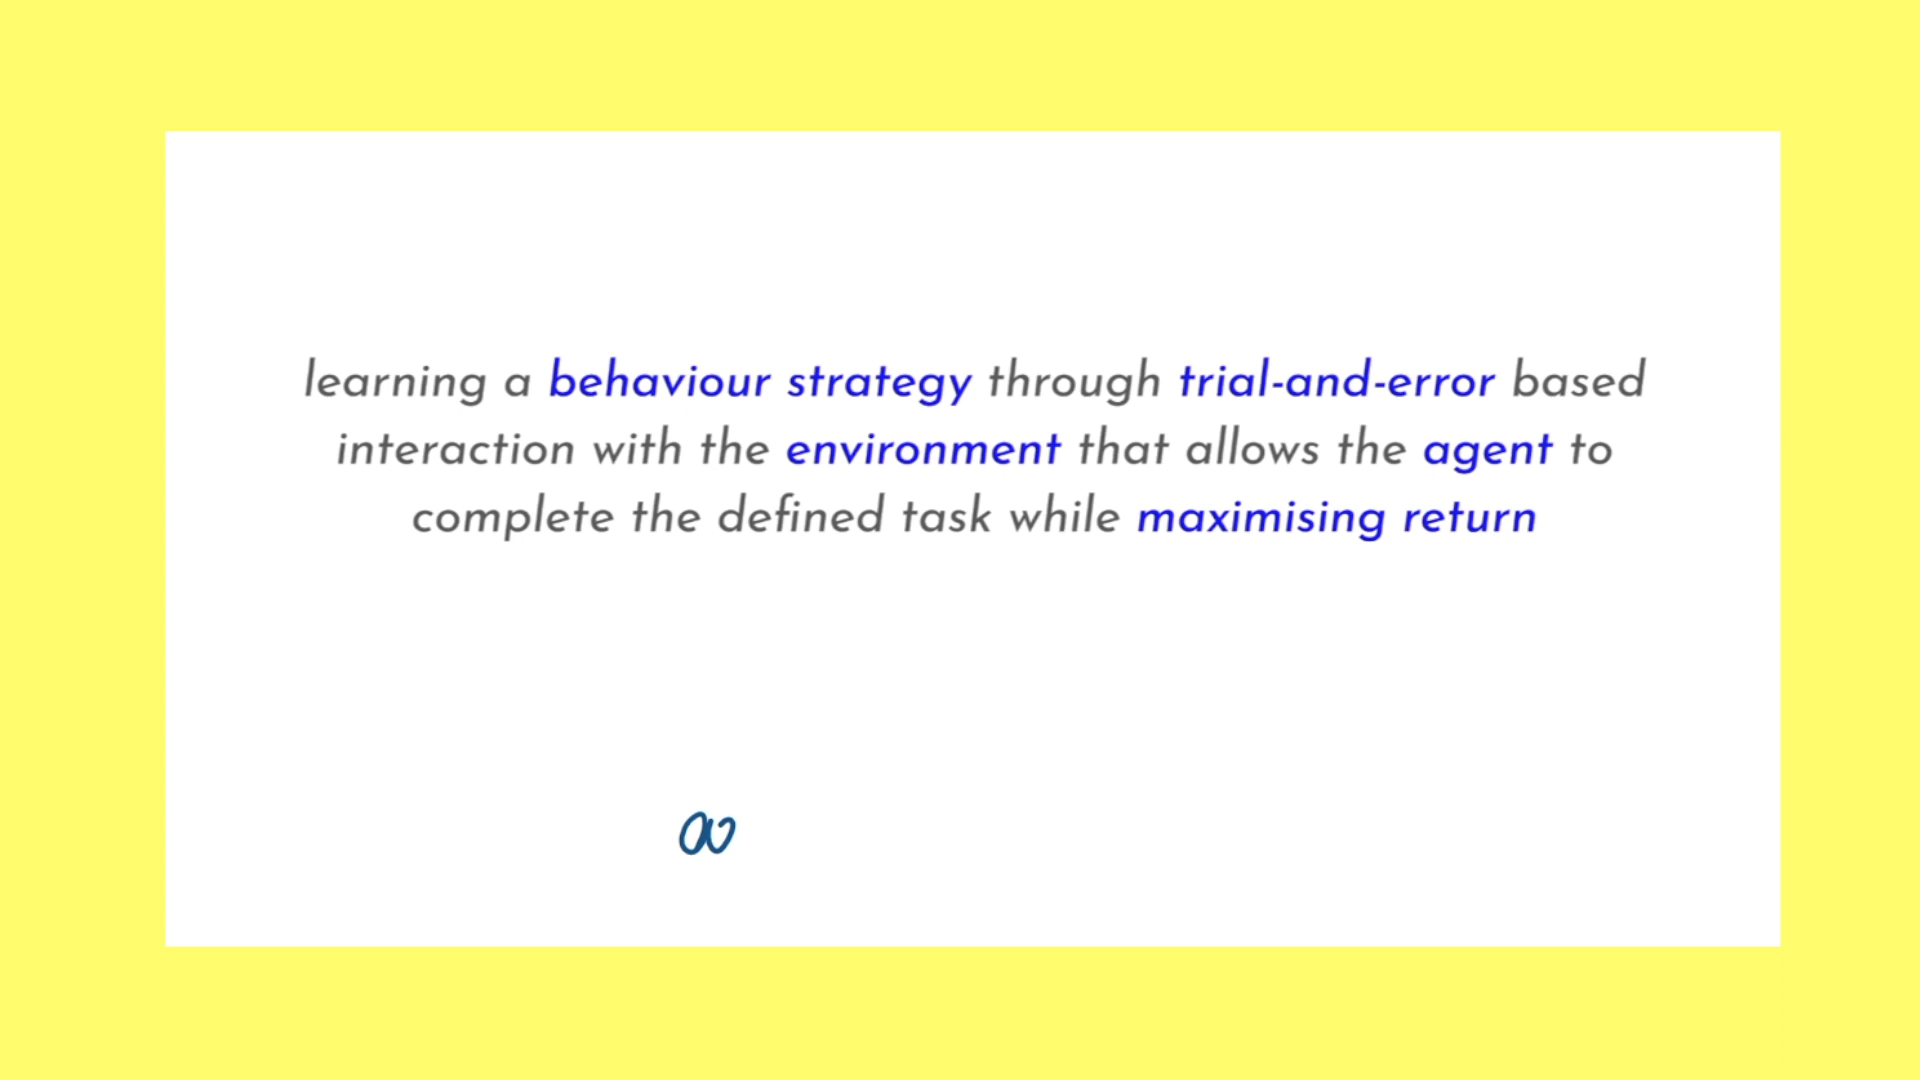 learning a behaviour strategy through trial-and-error based
interaction with the environment that allows the agent to
complete the defined task while maximising return